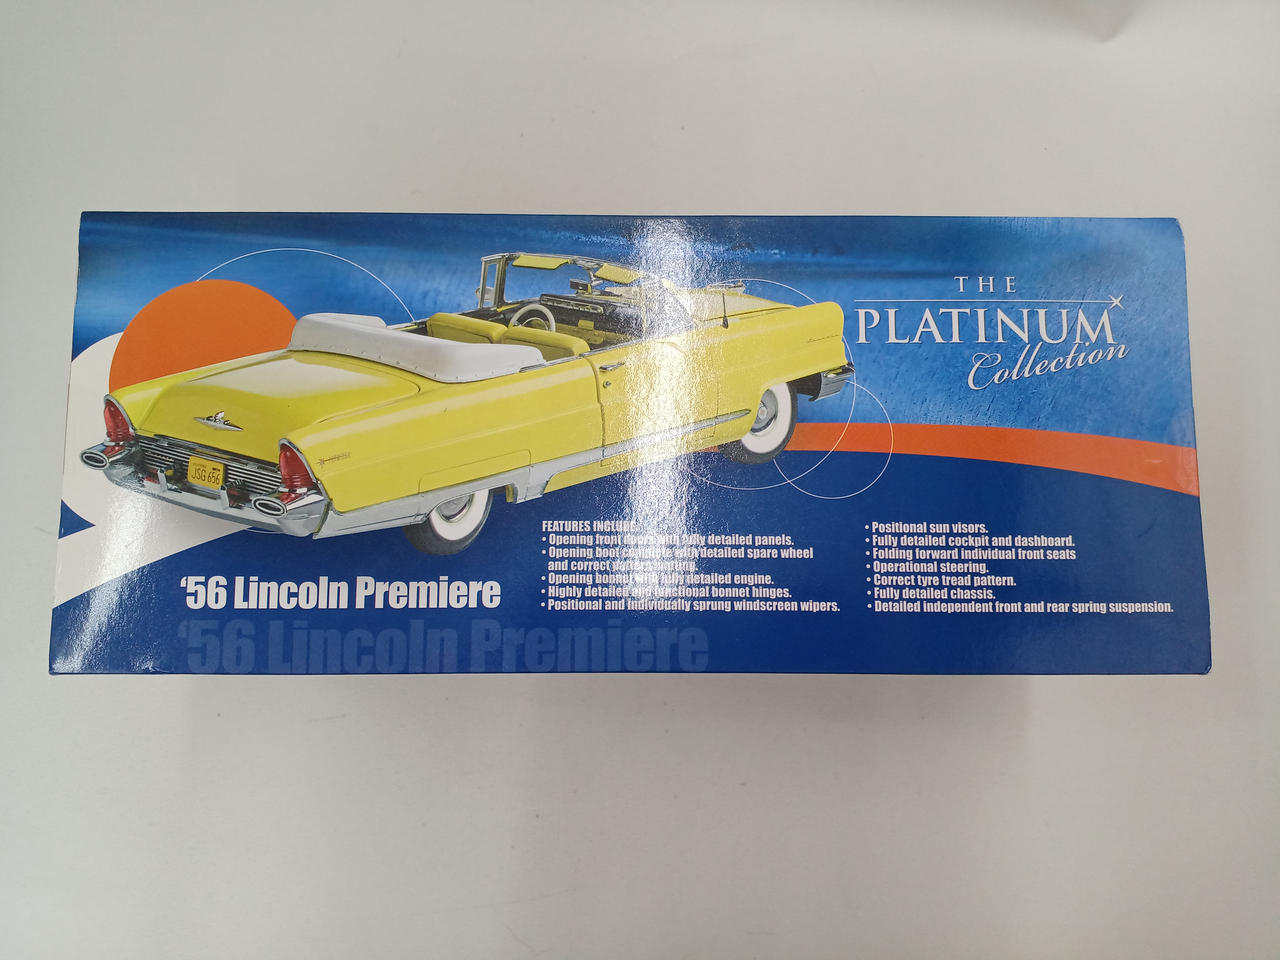 THE
PLATINUM
Collection
CALIFORNIA
JSG 656
FEATURES INCLUDE:
• Opening front doors with fully detailed panels.
• Opening boot complete with detailed spare wheel
and correct pattern matting.
• Opening bonnet with fully detailed engine.
• Highly detailed and functional bonnet hinges.
• Positional and individually sprung windscreen wipers.
• Positional sun visors.
• Fully detailed cockpit and dashboard.
• Folding forward individual front seats
• Operational steering.
• Correct tyre tread pattern.
• Fully detailed chassis.
• Detailed independent front and rear spring suspension.
'56 Lincoln Premiere
'56 Lincoln Premiere